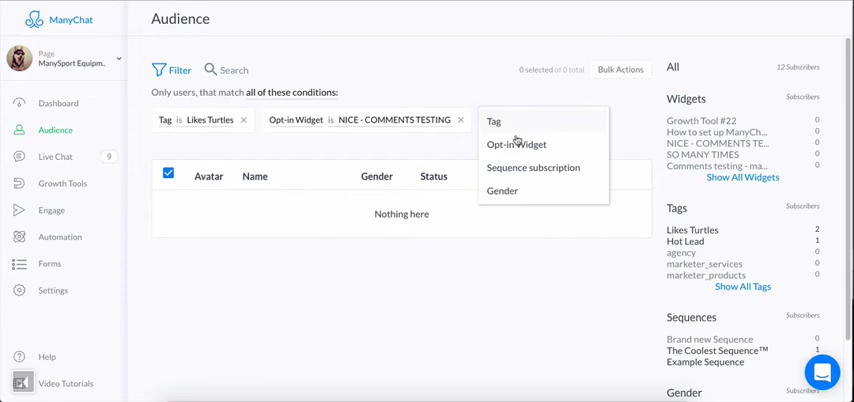 ManyChat
Audience
Page
ManySport Equipm..
Dashboard
Audience
Live Chat 9
Growth Tools
Engage
Automation
Forms
Settings
Help
Video Tutorials
Filter Search
0 selected of 0 total Bulk Actions
Only users, that match all of these conditions:
Tag is Likes Turtles × Opt-in Widget is NICE - COMMENTS TESTING ×
Tag
Opt-in Widget
Sequence subscription
Gender
Avatar Name Gender Status
Nothing here
All 12 Subscribers
Widgets Subscribers
Growth Tool #22 0
How to set up ManyCh... 0
NICE - COMMENTS TE... 0
SO MANY TIMES 0
Comments testing - ma... 0
Show All Widgets
Tags Subscribers
Likes Turtles 2
Hot Lead 1
agency 0
marketer_services 0
marketer_products 0
Show All Tags
Sequences Subscribers
Brand new Sequence 0
The Coolest Sequence™ 1
Example Sequence
Gender Subscribers